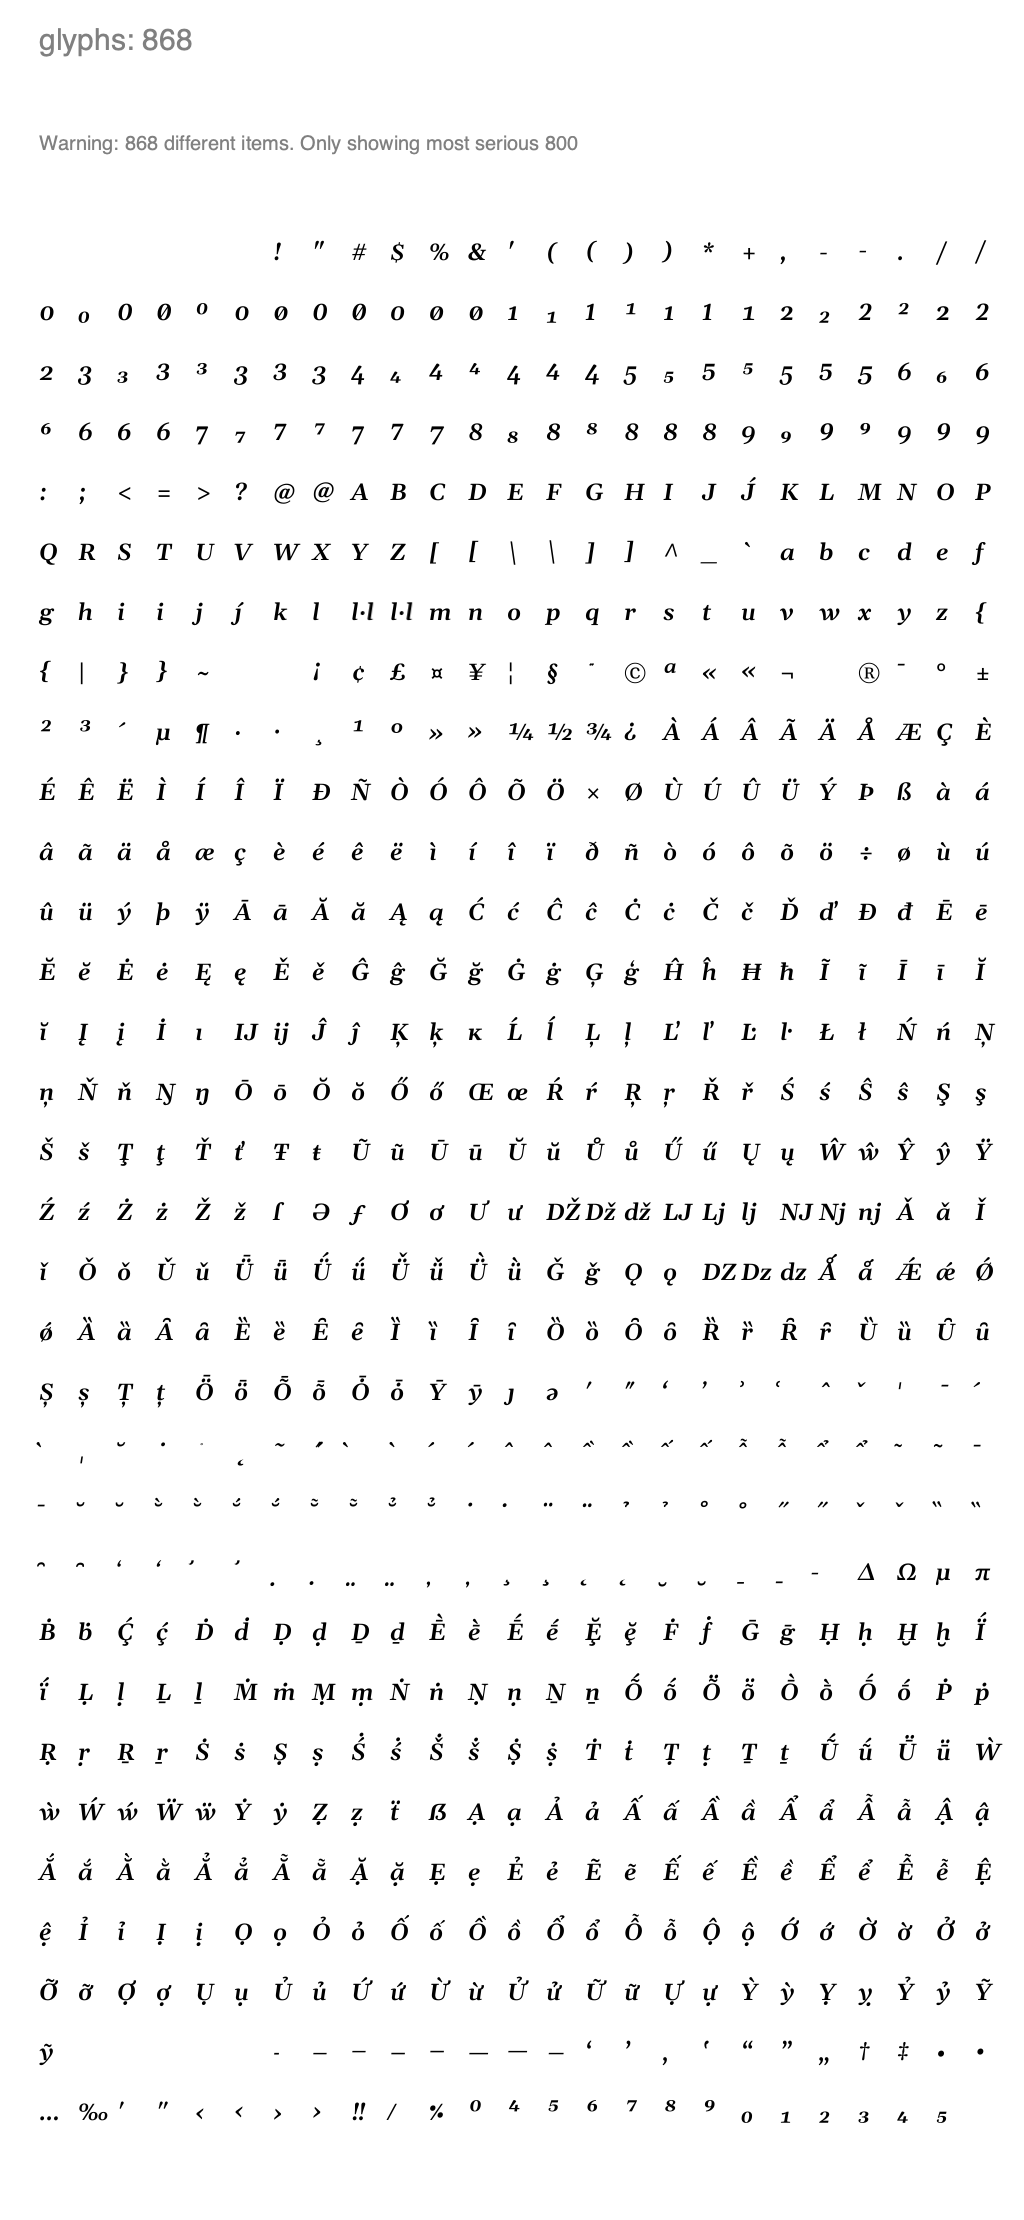 glyphs: 868
Warning: 868 different items. Only showing most serious 800
! " # $ % & ' ( ( ) ) * + , - - . / /
0 ₀ 0 0 ⁰ 0 0 0 0 0 0 0 1 ₁ 1 ¹ 1 1 1 2 ₂ 2 ² 2 2
2 3 ₃ 3 ³ 3 3 3 4 ₄ 4 ⁴ 4 4 4 5 ₅ 5 ⁵ 5 5 5 6 ₆ 6
⁶ 6 6 6 7 ₇ 7 ⁷ 7 7 7 8 ₈ 8 ⁸ 8 8 8 9 ₉ 9 ⁹ 9 9 9
: ; < = > ? @ @ A B C D E F G H I J J́ K L M N O P
Q R S T U V W X Y Z [ [ \ \ ] ] ^ _ ` a b c d e f
g h i i j j́ k l l·l l·l m n o p q r s t u v w x y z {
{ | } } ~ ¡ ¢ £ ¤ ¥ ¦ § ¨ © ª « « ¬ ® ¯ ° ±
² ³ ´ µ ¶ · · ¸ ¹ º » » ¼ ½ ¾ ¿ À Á Â Ã Ä Å Æ Ç È
É Ê Ë Ì Í Î Ï Ð Ñ Ò Ó Ô Õ Ö × Ø Ù Ú Û Ü Ý Þ ß à á
â ã ä å æ ç è é ê ë ì í î ï ð ñ ò ó ô õ ö ÷ ø ù ú
û ü ý þ ÿ Ā ā Ă ă Ą ą Ć ć Ĉ ĉ Ċ ċ Č č Ď ď Đ đ Ē ē
Ĕ ĕ Ė ė Ę ę Ě ě Ĝ ĝ Ğ ğ Ġ ġ Ģ ģ Ĥ ĥ Ħ ħ Ĩ ĩ Ī ī Ĭ
ĭ Į į İ ı Ĳ ĳ Ĵ ĵ Ķ ķ ĸ Ĺ ĺ Ļ ļ Ľ ľ Ŀ ŀ Ł ł Ń ń Ņ
ņ Ň ň Ŋ ŋ Ō ō Ŏ ŏ Ő ő Œ œ Ŕ ŕ Ŗ ŗ Ř ř Ś ś Ŝ ŝ Ş ş
Š š Ţ ţ Ť ť Ŧ ŧ Ũ ũ Ū ū Ŭ ŭ Ů ů Ű ű Ų ų Ŵ ŵ Ŷ ŷ Ÿ
Ź ź Ż ż Ž ž ſ Ə ƒ Ơ ơ Ư ư Ǆ ǅ ǆ Ǉ ǈ ǉ Ǌ ǋ ǌ Ǎ ǎ Ǐ
ǐ Ǒ ǒ Ǔ ǔ Ǖ ǖ Ǘ ǘ Ǚ ǚ Ǜ ǜ Ǧ ǧ Ǫ ǫ Ǳ ǲ ǳ Ǻ ǻ Ǽ ǽ Ǿ
ǿ Ȁ ȁ Ȃ ȃ Ȅ ȅ Ȇ ȇ Ȉ ȉ Ȋ ȋ Ȍ ȍ Ȏ ȏ Ȑ ȑ Ȓ ȓ Ȕ ȕ Ȗ ȗ
Ș ș Ț ț Ȫ ȫ Ȭ ȭ Ȱ ȱ Ȳ ȳ ȷ ə ʹ ʺ ʻ ʼ ʾ ʿ ˆ ˇ ˈ ˉ ˊ
Δ Ω μ π
Ḃ ḃ Ḉ ḉ Ḋ ḋ Ḍ ḍ Ḏ ḏ Ḕ ḕ Ḗ ḗ Ḝ ḝ Ḟ ḟ Ḡ ḡ Ḥ ḥ Ḫ ḫ Ḯ
ḯ Ḷ ḷ Ḻ ḻ Ṁ ṁ Ṃ ṃ Ṅ ṅ Ṇ ṇ Ṉ ṉ Ṍ ṍ Ṏ ṏ Ṑ ṑ Ṓ ṓ Ṗ ṗ
Ṛ ṛ Ṟ ṟ Ṡ ṡ Ṣ ṣ Ṥ ṥ Ṧ ṧ Ṩ ṩ Ṫ ṫ Ṭ ṭ Ṯ ṯ Ṹ ṹ Ṻ ṻ Ẁ
ẁ Ẃ ẃ Ẅ ẅ Ẏ ẏ Ẓ ẓ ẗ ẞ Ạ ạ Ả ả Ấ ấ Ầ ầ Ẩ ẩ Ẫ ẫ Ậ ậ
Ắ ắ Ằ ằ Ẳ ẳ Ẵ ẵ Ặ ặ Ẹ ẹ Ẻ ẻ Ẽ ẽ Ế ế Ề ề Ể ể Ễ ễ Ệ
ệ Ỉ ỉ Ị ị Ọ ọ Ỏ ỏ Ố ố Ồ ồ Ổ ổ Ỗ ỗ Ộ ộ Ớ ớ Ờ ờ Ở ở
Ỡ ỡ Ợ ợ Ụ ụ Ủ ủ Ứ ứ Ừ ừ Ử ử Ữ ữ Ự ự Ỳ ỳ Ỵ ỵ Ỷ ỷ Ỹ
ỹ ‐ – – – – — — — ‘ ’ ‚ ‛ “ ” „ † ‡ • •
… ‰ ′ ″ ‹ ‹ › › ‼ ⁄ ⁒ ⁰ ⁴ ⁵ ⁶ ⁷ ⁸ ⁹ ₀ ₁ ₂ ₃ ₄ ₅